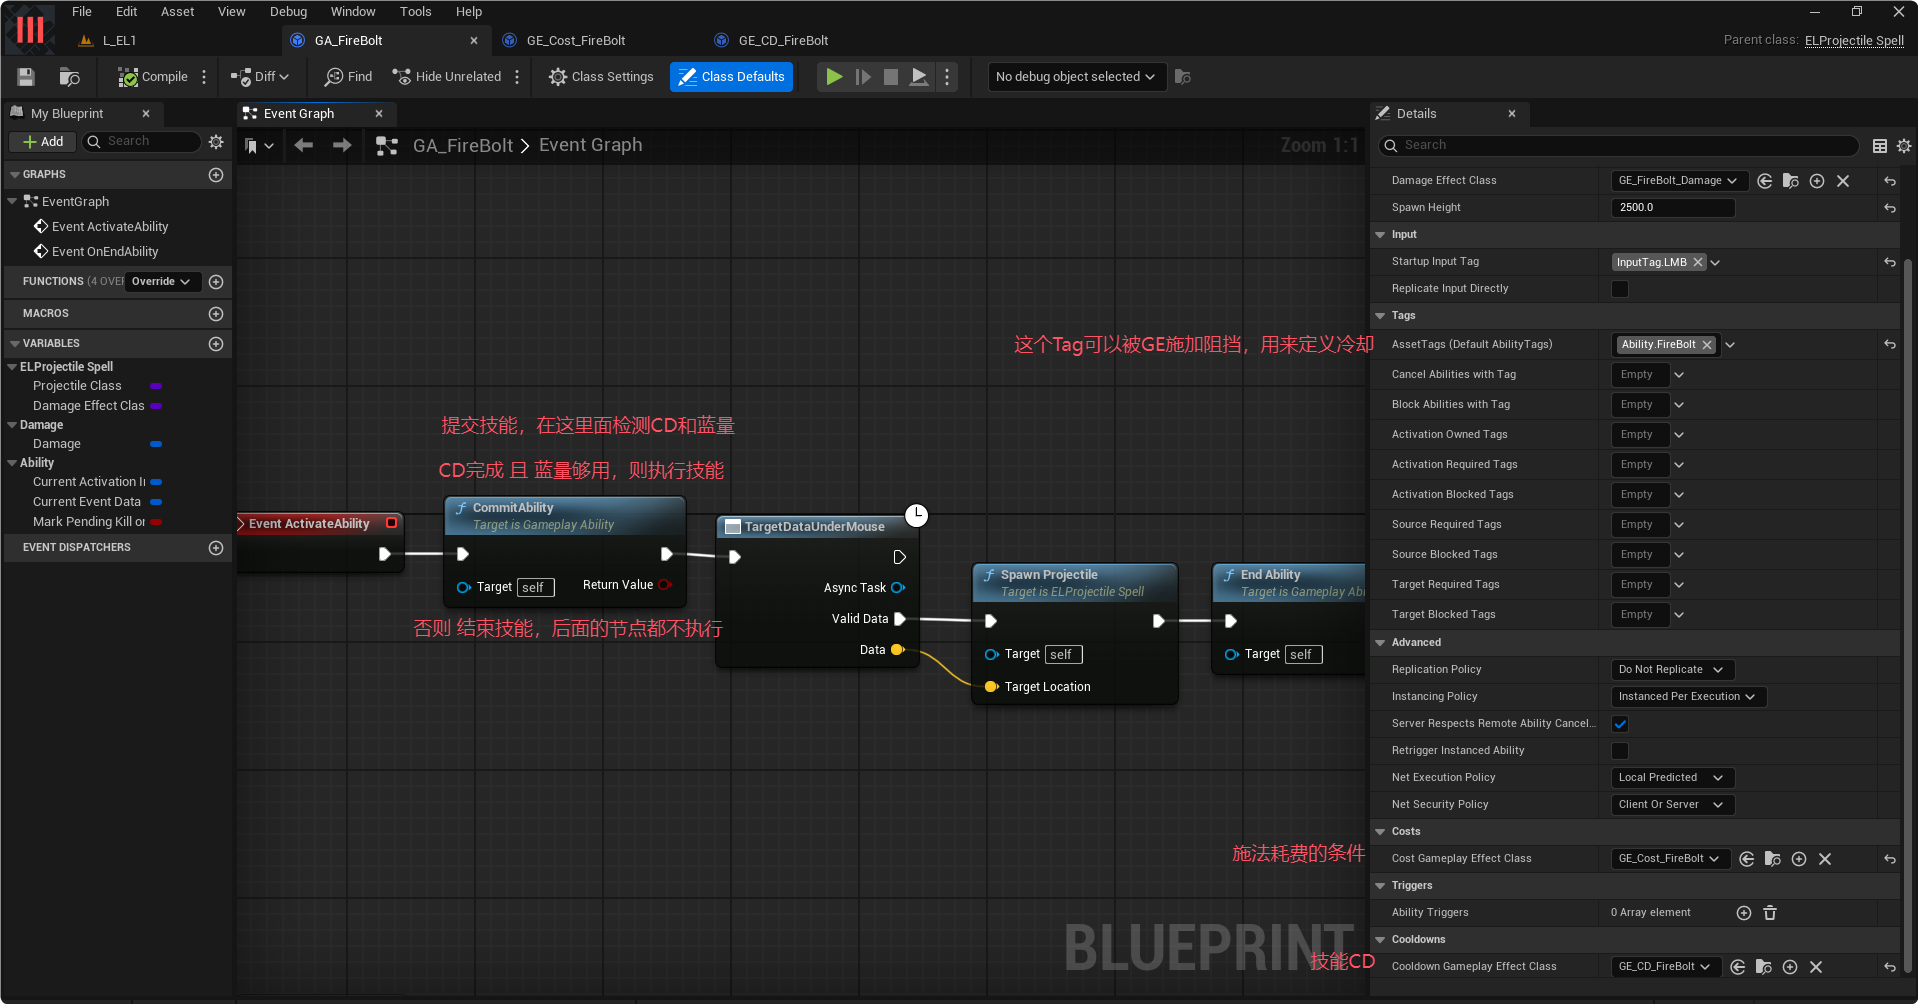 File Edit Asset View Debug Window Tools Help
L_EL1 GA_FireBolt GE_Cost_FireBolt GE_CD_FireBolt Parent class: ELProjectile Spell
Compile Diff Find Hide Unrelated Class Settings Class Defaults No debug object selected
My Blueprint
Add Search
GRAPHS
EventGraph
Event ActivateAbility
Event OnEndAbility
FUNCTIONS (4 OVER Override
MACROS
VARIABLES
ELProjectile Spell
Projectile Class
Damage Effect Clas
Damage
Damage
Ability
Current Activation I
Current Event Data
Mark Pending Kill o
EVENT DISPATCHERS
Event Graph
GA_FireBolt > Event Graph Zoom 1:1
这个Tag可以被GE施加阻挡，用来定义冷却
提交技能，在这里面检测CD和蓝量
CD完成 且 蓝量够用，则执行技能
Event ActivateAbility
CommitAbility
Target is Gameplay Ability
Target self Return Value
否则 结束技能，后面的节点都不执行
TargetDataUnderMouse
Async Task
Valid Data
Data
Spawn Projectile
Target is ELProjectile Spell
Target self
Target Location
End Ability
Target is Gameplay Abi
Target self
施法耗费的条件
BLUEPRINT
技能CD
Details
Search
Damage Effect Class GE_FireBolt_Damage
Spawn Height 2500.0
Input
Startup Input Tag InputTag.LMB
Replicate Input Directly
Tags
AssetTags (Default AbilityTags) Ability.FireBolt
Cancel Abilities with Tag Empty
Block Abilities with Tag Empty
Activation Owned Tags Empty
Activation Required Tags Empty
Activation Blocked Tags Empty
Source Required Tags Empty
Source Blocked Tags Empty
Target Required Tags Empty
Target Blocked Tags Empty
Advanced
Replication Policy Do Not Replicate
Instancing Policy Instanced Per Execution
Server Respects Remote Ability Cancel...
Retrigger Instanced Ability
Net Execution Policy Local Predicted
Net Security Policy Client Or Server
Costs
Cost Gameplay Effect Class GE_Cost_FireBolt
Triggers
Ability Triggers 0 Array element
Cooldowns
Cooldown Gameplay Effect Class GE_CD_FireBolt